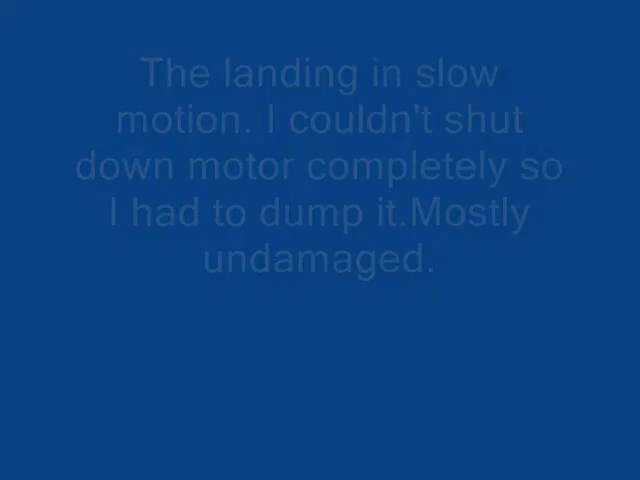 The landing in slow
motion. I couldn't shut
down motor completely so
I had to dump it.Mostly
undamaged.